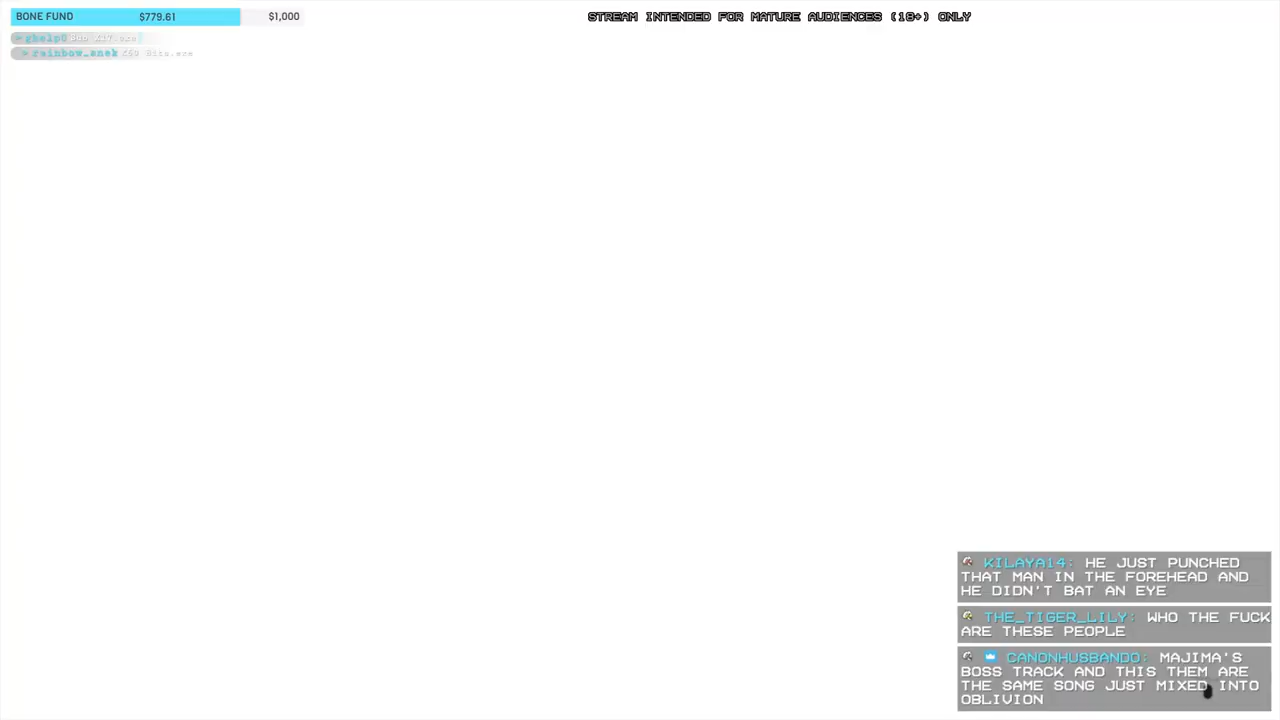 BONE FUND $779.61 $1,000
STREAM INTENDED FOR MATURE AUDIENCES (18+) ONLY
rainbow_snek
KILAYA14: HE JUST PUNCHED
THAT MAN IN THE FOREHEAD AND
HE DIDN'T BAT AN EYE
THE_TIGER_LILY: WHO THE FUCK
ARE THESE PEOPLE
CANONHUSBANDO: MAJIMA'S
BOSS TRACK AND THIS THEM ARE
THE SAME SONG JUST MIXED INTO
OBLIVION